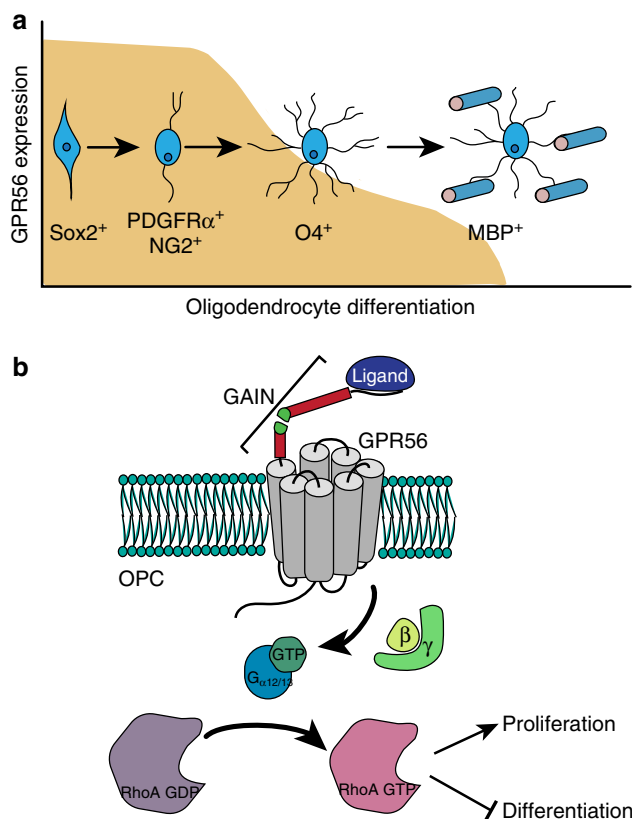 a
GPR56 expression
Sox2⁺
PDGFRα⁺
NG2⁺
O4⁺
MBP⁺
Oligodendrocyte differentiation
b
GAIN
Ligand
GPR56
OPC
GTP
Gα12/13
β
γ
RhoA GDP
RhoA GTP
Proliferation
Differentiation